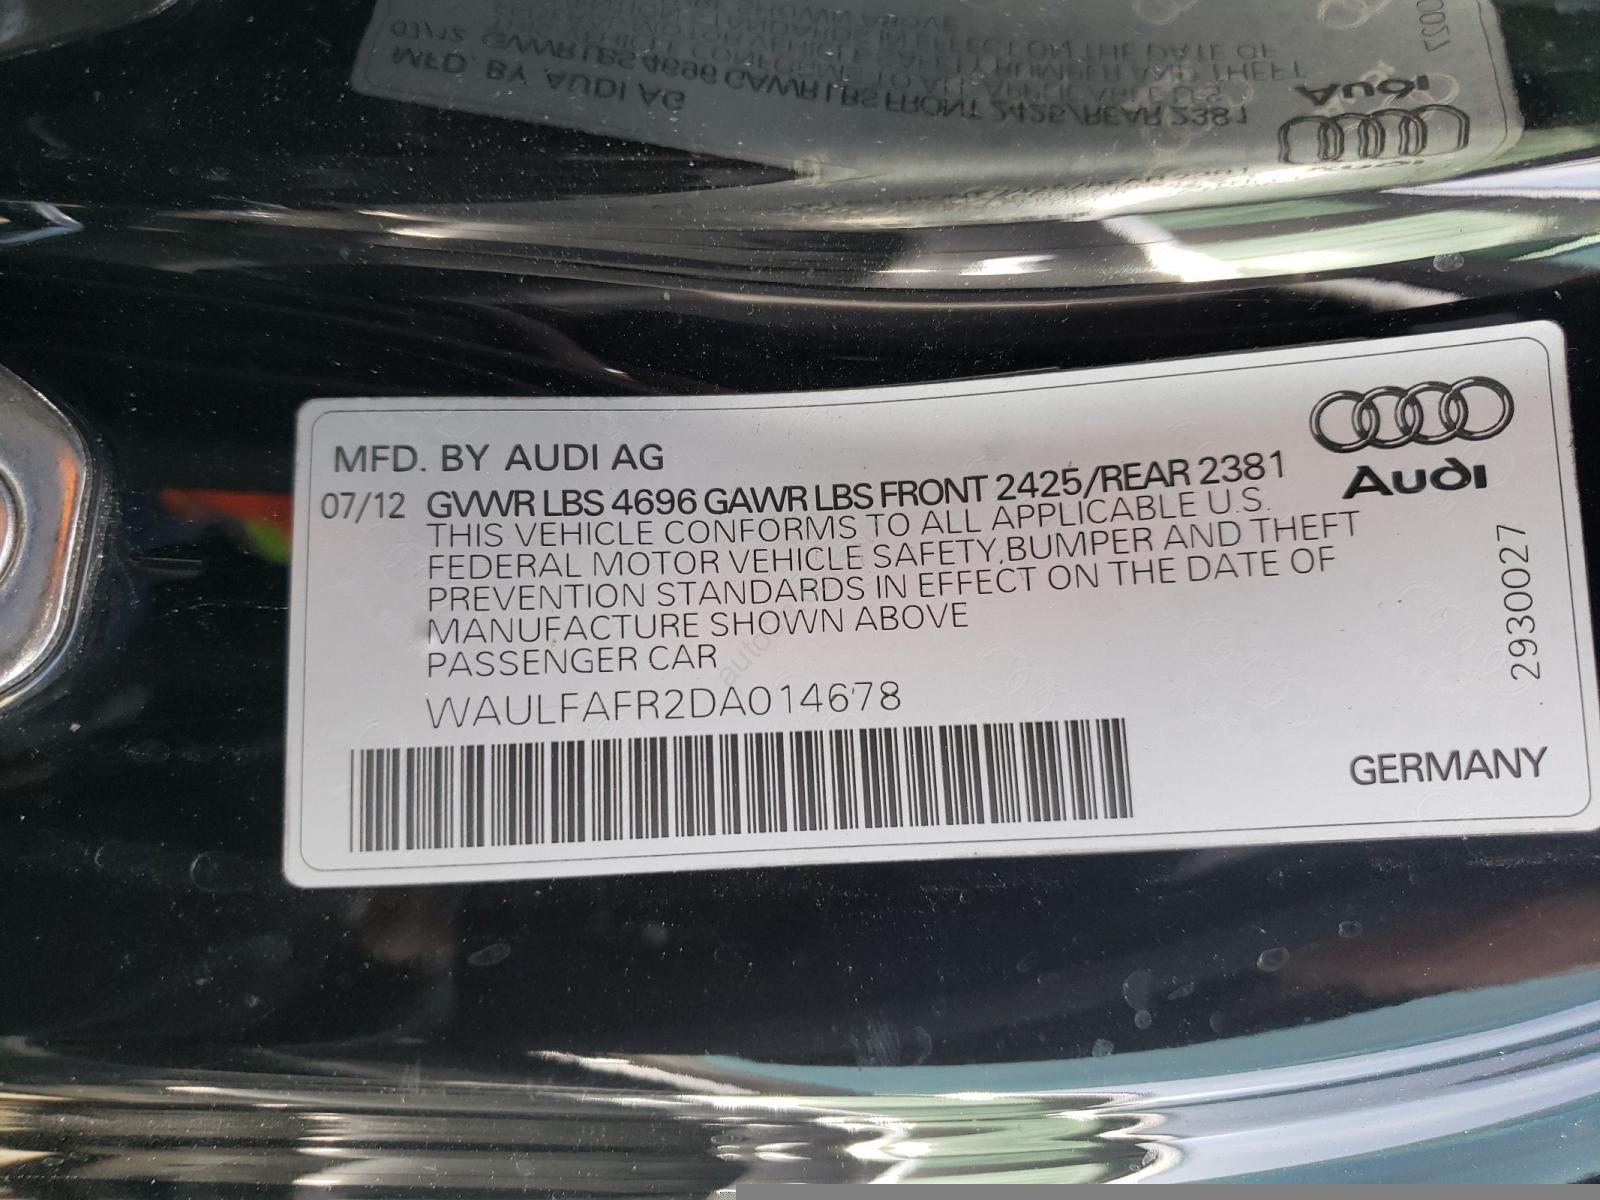 MFD. BY AUDI AG
07/12 GVWR LBS 4696 GAWR LBS FRONT 2425/REAR 2381
THIS VEHICLE CONFORMS TO ALL APPLICABLE U.S.
FEDERAL MOTOR VEHICLE SAFETY, BUMPER AND THEFT
PREVENTION STANDARDS IN EFFECT ON THE DATE OF
MANUFACTURE SHOWN ABOVE
PASSENGER CAR
WAULFAFR2DA014678
Audi
2930027
GERMANY